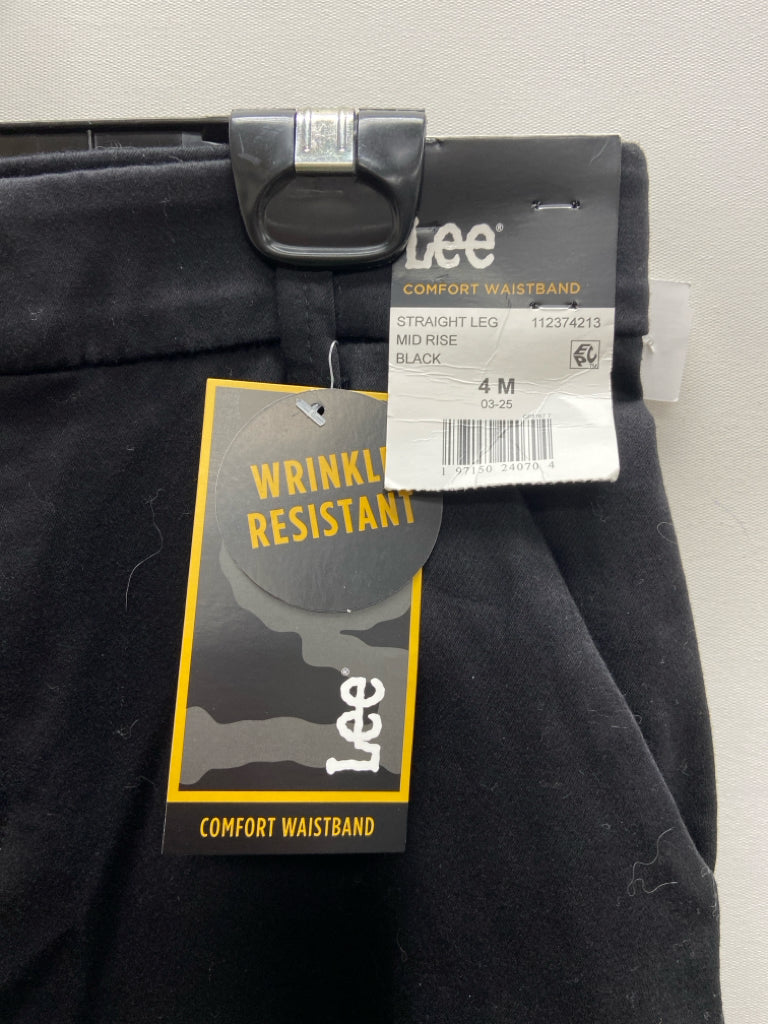 Lee®
COMFORT WAISTBAND
STRAIGHT LEG 112374213
MID RISE
BLACK
4 M
03-25
1 97150 24070 4
WRINKLE
RESISTANT
Lee®
COMFORT WAISTBAND